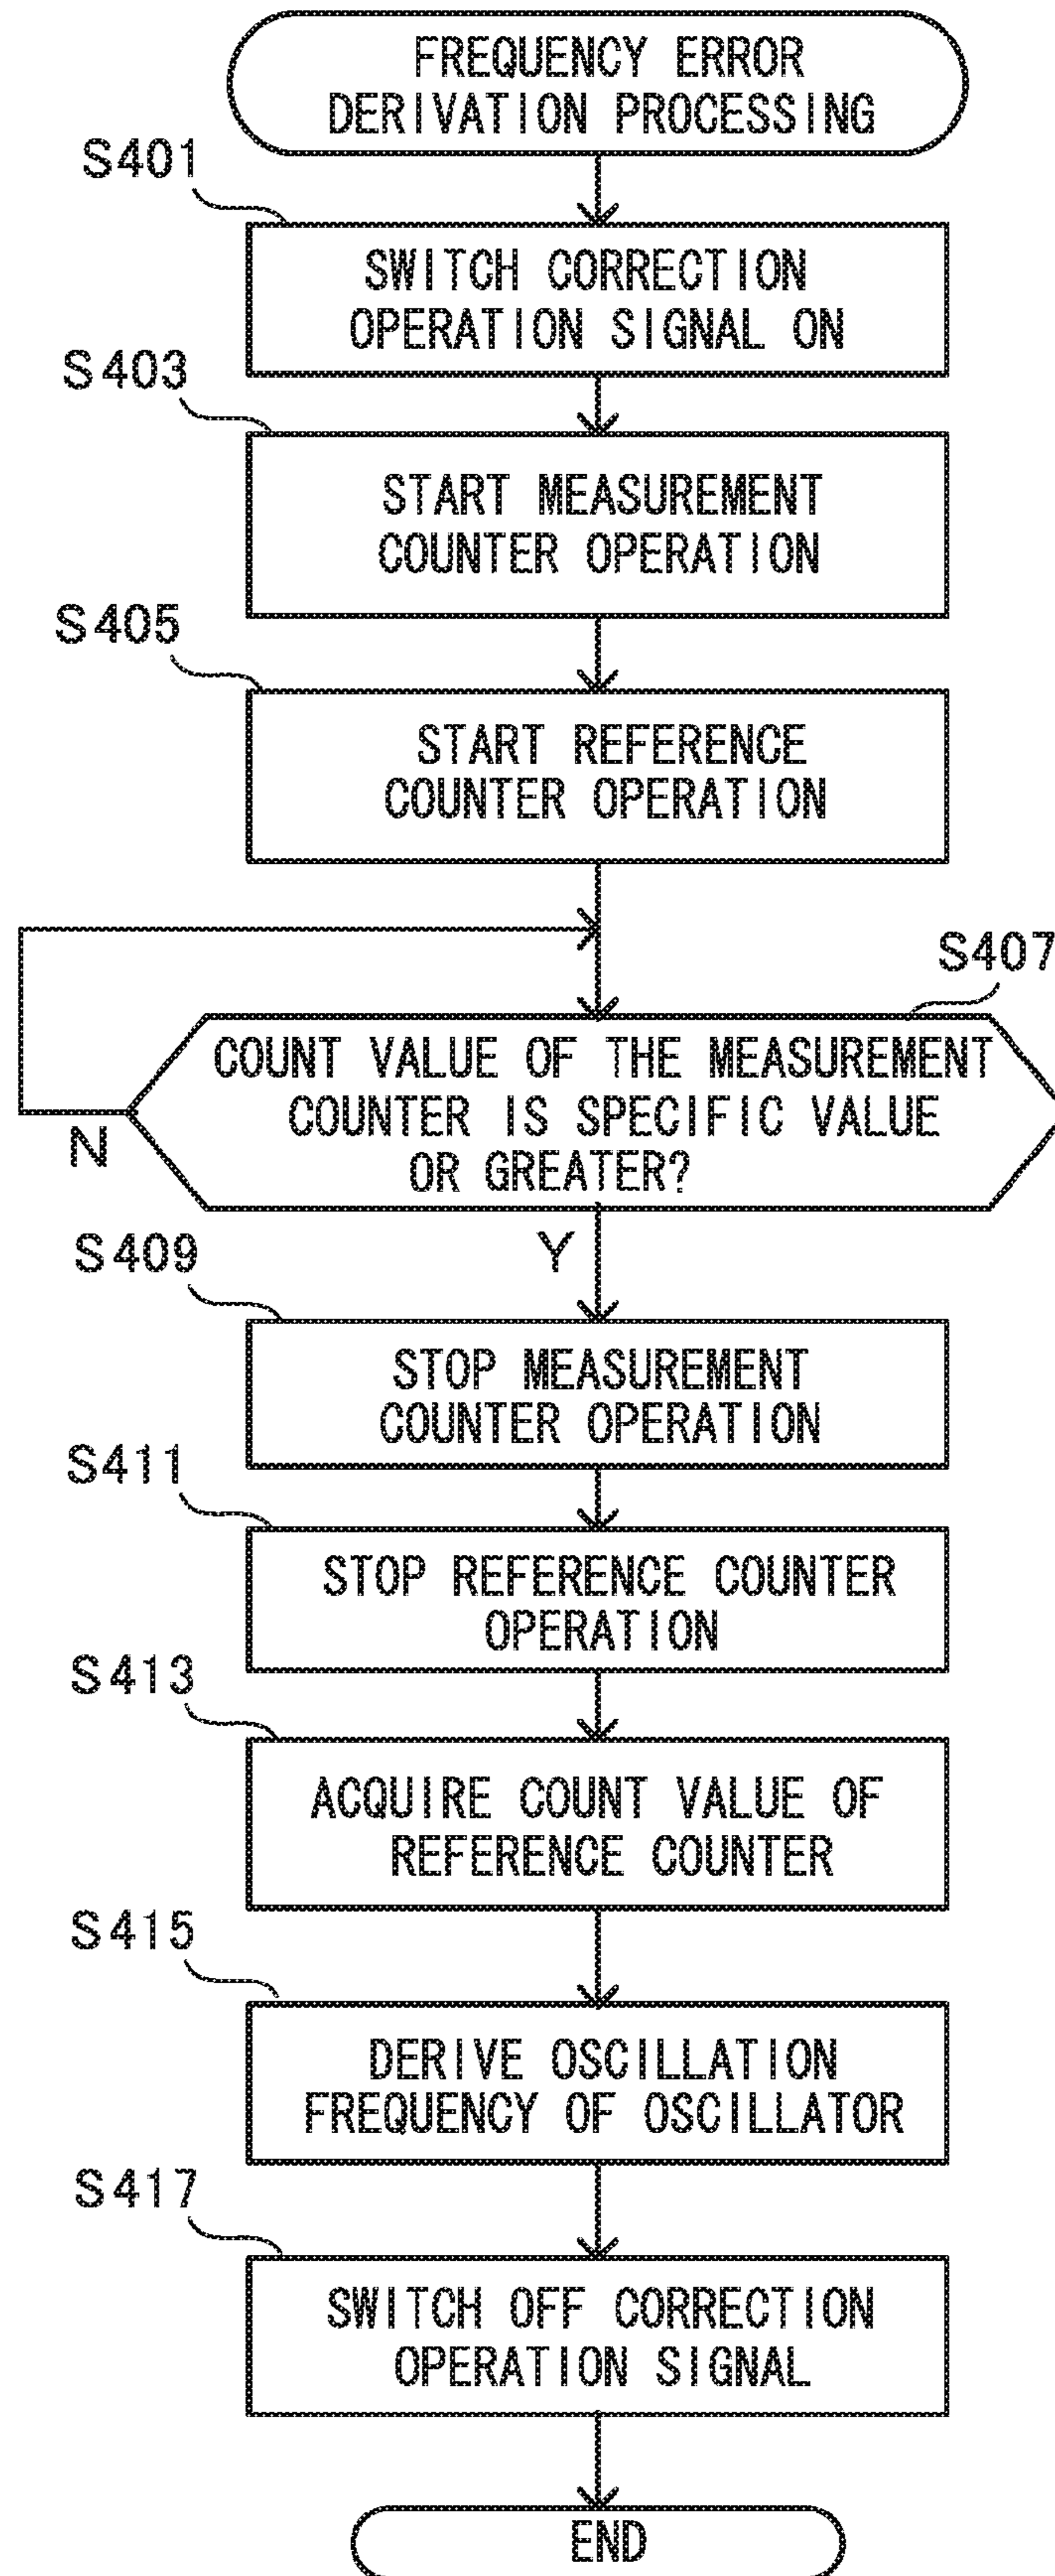 FREQUENCY ERROR
DERIVATION PROCESSING
S401
SWITCH CORRECTION
OPERATION SIGNAL ON
S403
START MEASUREMENT
COUNTER OPERATION
S405
START REFERENCE
COUNTER OPERATION
S407
COUNT VALUE OF THE MEASUREMENT
COUNTER IS SPECIFIC VALUE
OR GREATER?
N
Y
S409
STOP MEASUREMENT
COUNTER OPERATION
S411
STOP REFERENCE COUNTER
OPERATION
S413
ACQUIRE COUNT VALUE OF
REFERENCE COUNTER
S415
DERIVE OSCILLATION
FREQUENCY OF OSCILLATOR
S417
SWITCH OFF CORRECTION
OPERATION SIGNAL
END